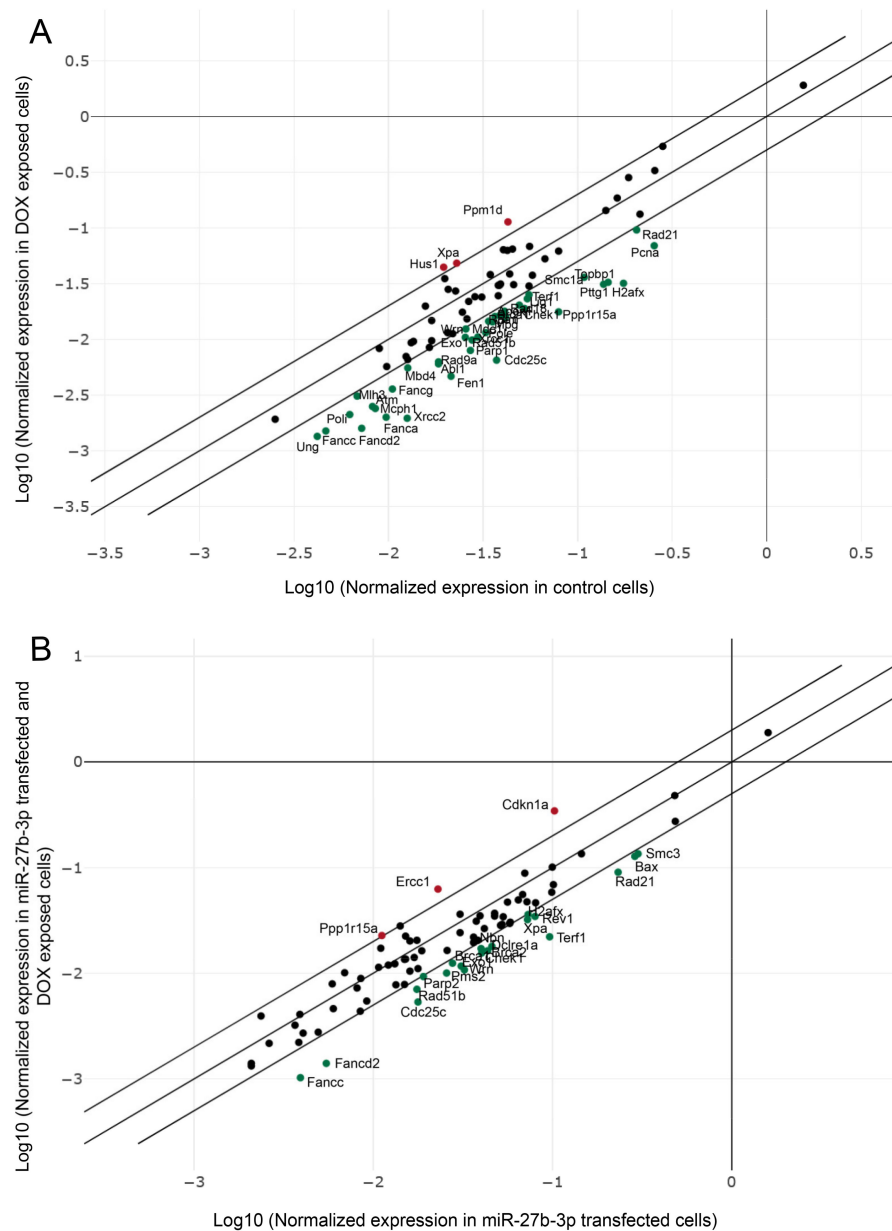 A
Log10 (Normalized expression in DOX exposed cells)
0.5
0
−0.5
−1
−1.5
−2
−2.5
−3
−3.5
Ppm1d
Xpa
Hus1
Rad21
Pcna
Topbp1
Smc1a
Pttg1 H2afx
Terf1
Ppp1r15a
Chek1
Wrn
Exo1 Rad51b
Parp1
Cdc25c
Rad9a
Abl1
Mbd4
Fen1
Fancg
Mlh3
Atm
Mcph1
Poli
Fanca
Xrcc2
Ung
Fancc
Fancd2
−3.5
−3
−2.5
−2
−1.5
−1
−0.5
0
0.5
Log10 (Normalized expression in control cells)
B
Log10 (Normalized expression in miR-27b-3p transfected and
DOX exposed cells)
1
0
−1
−2
−3
Cdkn1a
Ercc1
Ppp1r15a
Smc3
Bax
Rad21
H2afx
Rev1
Xpa
Terf1
Nbn
Dclre1a
Brca2
Chek1
Exo1
Wrn
Pms2
Parp2
Rad51b
Cdc25c
Fancd2
Fancc
−3
−2
−1
0
Log10 (Normalized expression in miR-27b-3p transfected cells)